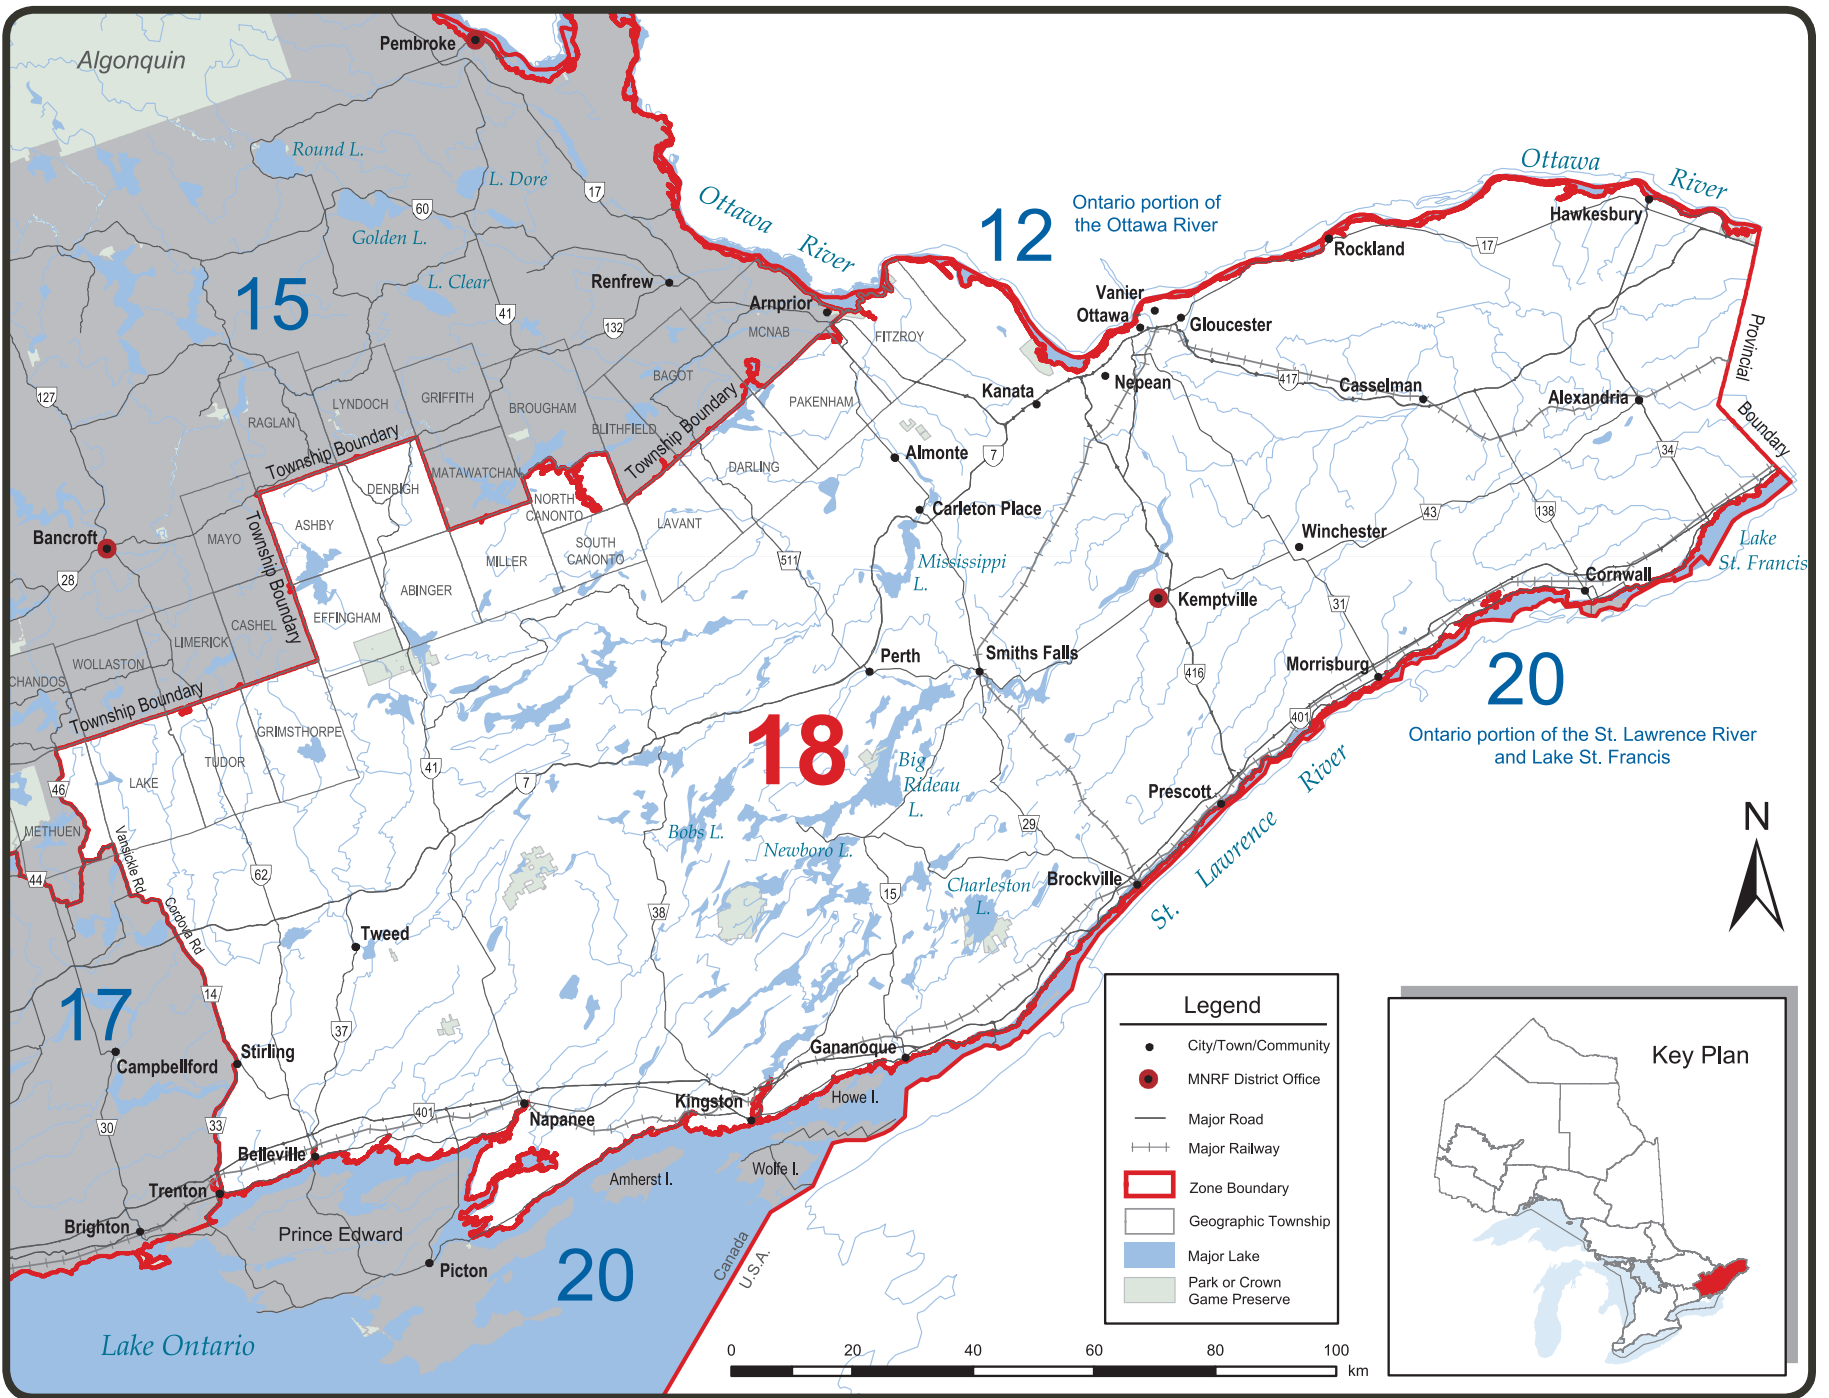 Pembroke
Algonquin
Round L.
L. Dore
17
60
Golden L.
15
L. Clear
41
Renfrew
132
Arnprior
MCNAB
Ottawa
River
12
Ontario portion of
the Ottawa River
Ottawa
River
Hawkesbury
Rockland
17
Vanier
Ottawa
Gloucester
FITZROY
Nepean
Kanata
417
Casselman
Alexandria
Provincial
Boundary
34
127
RAGLAN
LYNDOCH
GRIFFITH
BROUGHAM
BAGOT
BLITHFIELD
Township Boundary
Township Boundary
MATAWATCHAN
DENBIGH
ASHBY
NORTH
CANONTO
SOUTH
CANONTO
LAVANT
DARLING
PAKENHAM
Almonte
7
Carleton Place
Mississippi
L.
511
Bancroft
28
MAYO
Township Boundary
MILLER
ABINGER
EFFINGHAM
CASHEL
LIMERICK
WOLLASTON
CHANDOS
Township Boundary
Winchester
43
138
Lake
St. Francis
Cornwall
Kemptville
31
416
Morrisburg
401
20
Ontario portion of the St. Lawrence River
and Lake St. Francis
Perth
Smiths Falls
18
Big
Rideau
L.
Bobs L.
Newboro L.
Charleston
L.
29
15
38
Prescott
Brockville
St.
Lawrence
River
GRIMSTHORPE
TUDOR
LAKE
46
METHUEN
44
Vansickle Rd
Cordova Rd
62
41
7
Tweed
37
14
17
Campbellford
Stirling
30
33
Belleville
Trenton
Brighton
401
Napanee
Kingston
Gananoque
Howe I.
Wolfe I.
Amherst I.
Prince Edward
Picton
20
Canada
U.S.A.
Lake Ontario
N
Legend
City/Town/Community
MNRF District Office
Major Road
Major Railway
Zone Boundary
Geographic Township
Major Lake
Park or Crown
Game Preserve
Key Plan
0 20 40 60 80 100
km